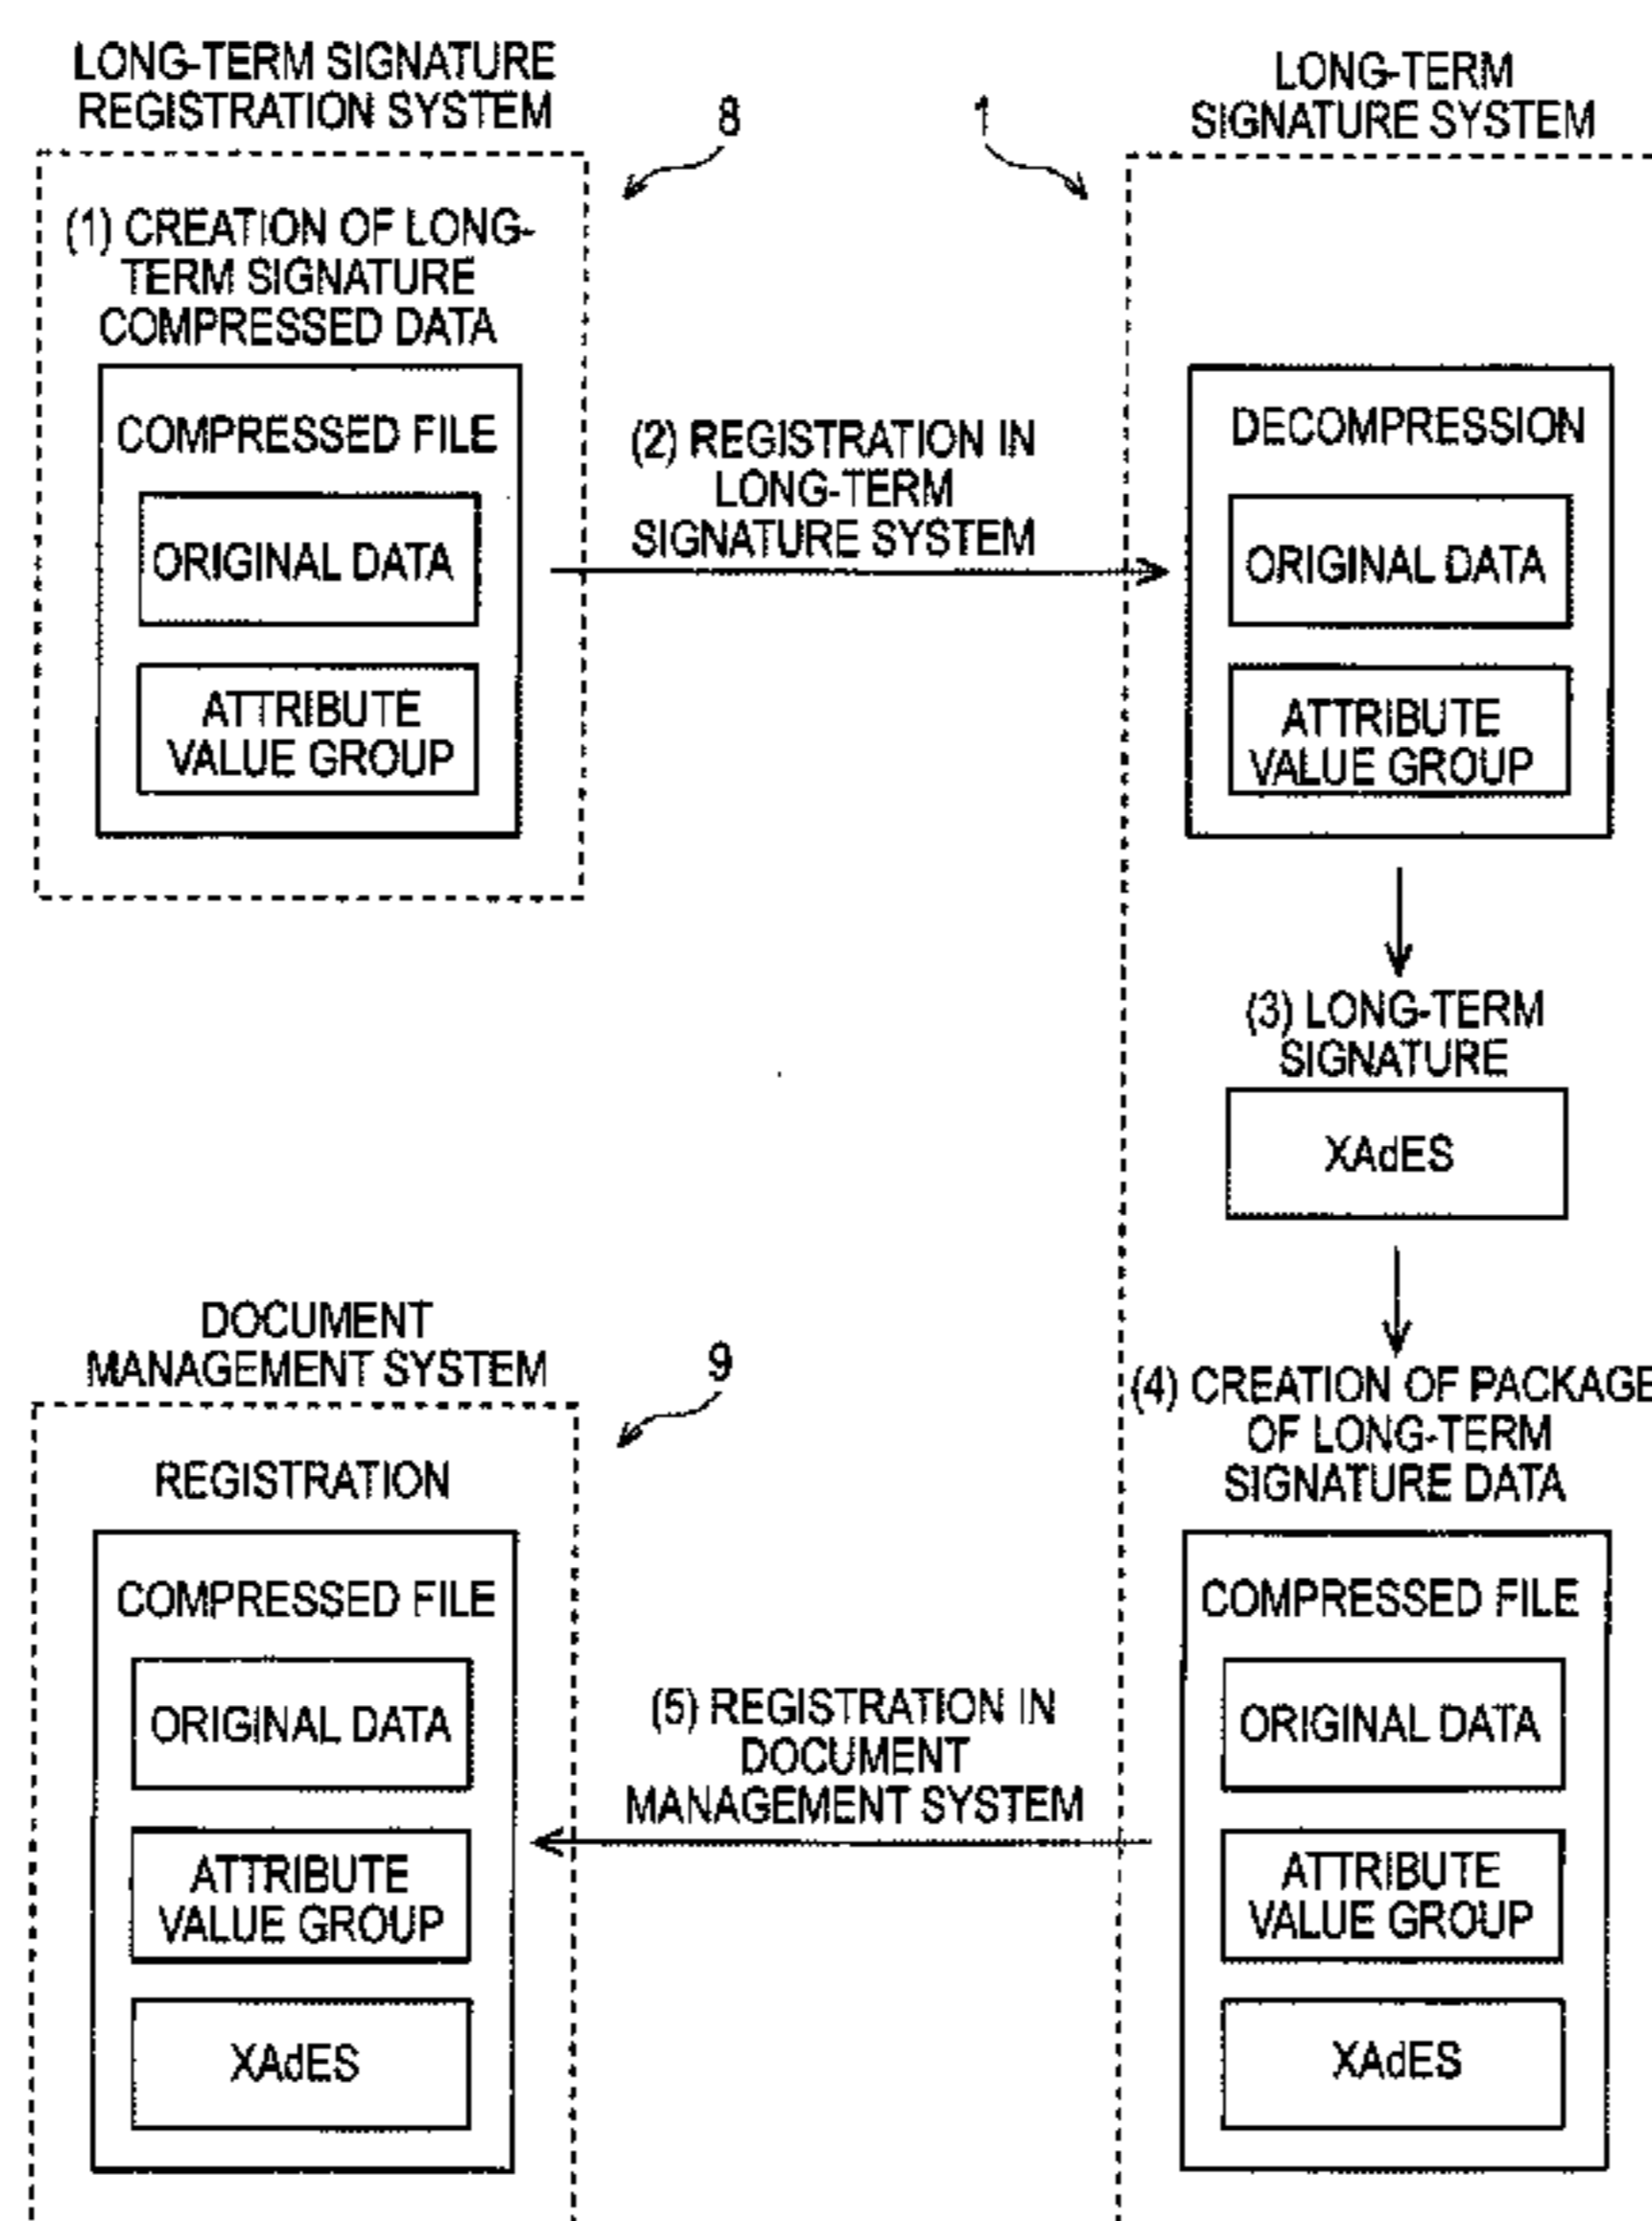 LONG-TERM SIGNATURE
REGISTRATION SYSTEM
8
(1) CREATION OF LONG-
TERM SIGNATURE
COMPRESSED DATA
COMPRESSED FILE
ORIGINAL DATA
ATTRIBUTE
VALUE GROUP
(2) REGISTRATION IN
LONG-TERM
SIGNATURE SYSTEM
1
LONG-TERM
SIGNATURE SYSTEM
DECOMPRESSION
ORIGINAL DATA
ATTRIBUTE
VALUE GROUP
(3) LONG-TERM
SIGNATURE
XAdES
(4) CREATION OF PACKAGE
OF LONG-TERM
SIGNATURE DATA
COMPRESSED FILE
ORIGINAL DATA
ATTRIBUTE
VALUE GROUP
XAdES
(5) REGISTRATION IN
DOCUMENT
MANAGEMENT SYSTEM
DOCUMENT
MANAGEMENT SYSTEM
9
REGISTRATION
COMPRESSED FILE
ORIGINAL DATA
ATTRIBUTE
VALUE GROUP
XAdES